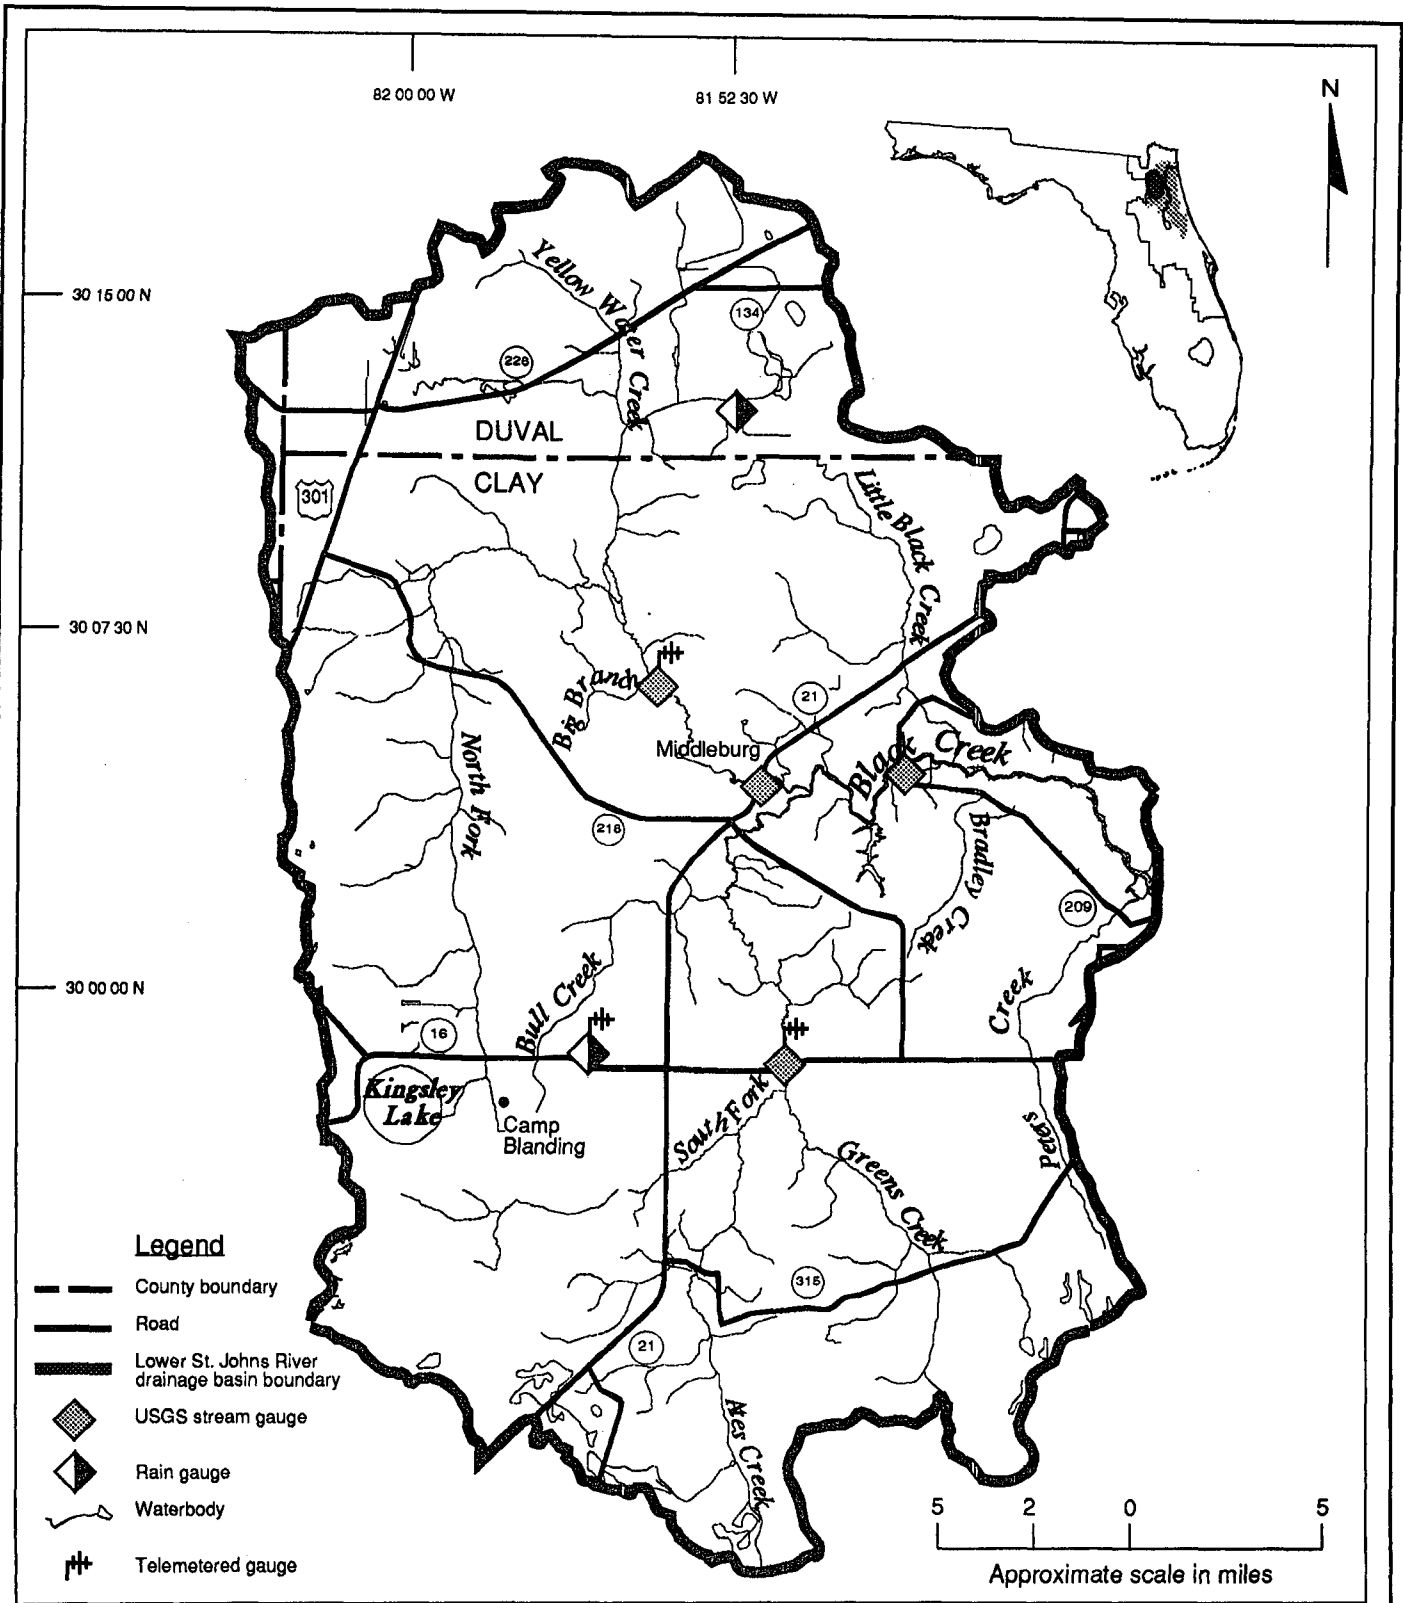 82 00 00 W
81 52 30 W
N
30 15 00 N
Yellow Water Creek
134
228
DUVAL
CLAY
301
Little Black Creek
30 07 30 N
Big Branch
21
Middleburg
Black Creek
North Fork
218
Bradley Creek
209
30 00 00 N
Bull Creek
Creek
16
Kingsley
Lake
Camp
Blanding
South Fork
Peters
Greens Creek
315
21
Ates Creek
Legend
County boundary
Road
Lower St. Johns River
drainage basin boundary
USGS stream gauge
Rain gauge
Waterbody
Telemetered gauge
5 2 0 5
Approximate scale in miles